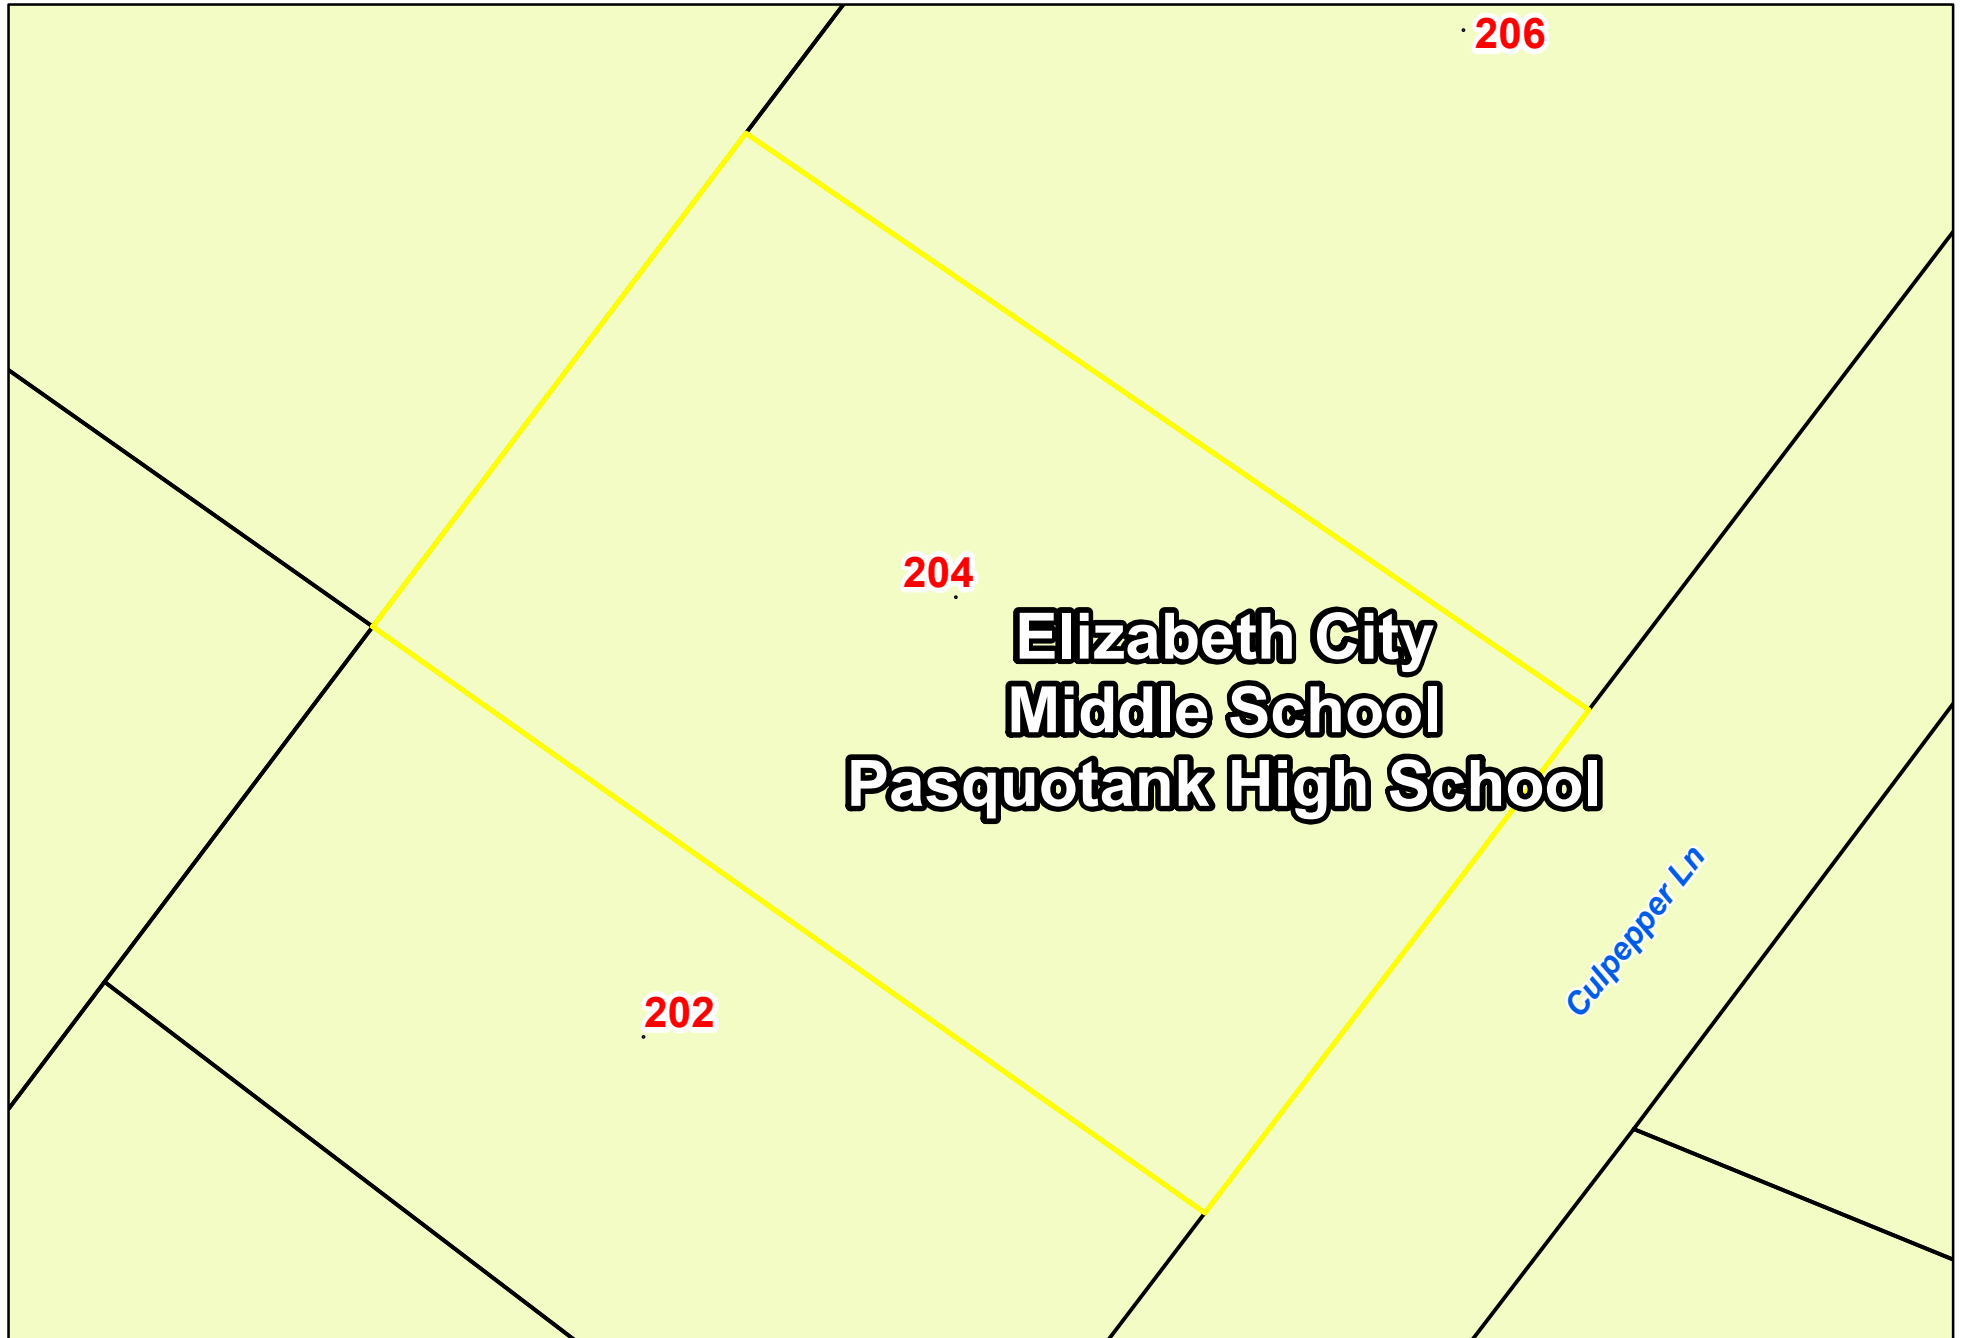 206
204
Elizabeth City
Middle School
Pasquotank High School
Culpepper Ln
202